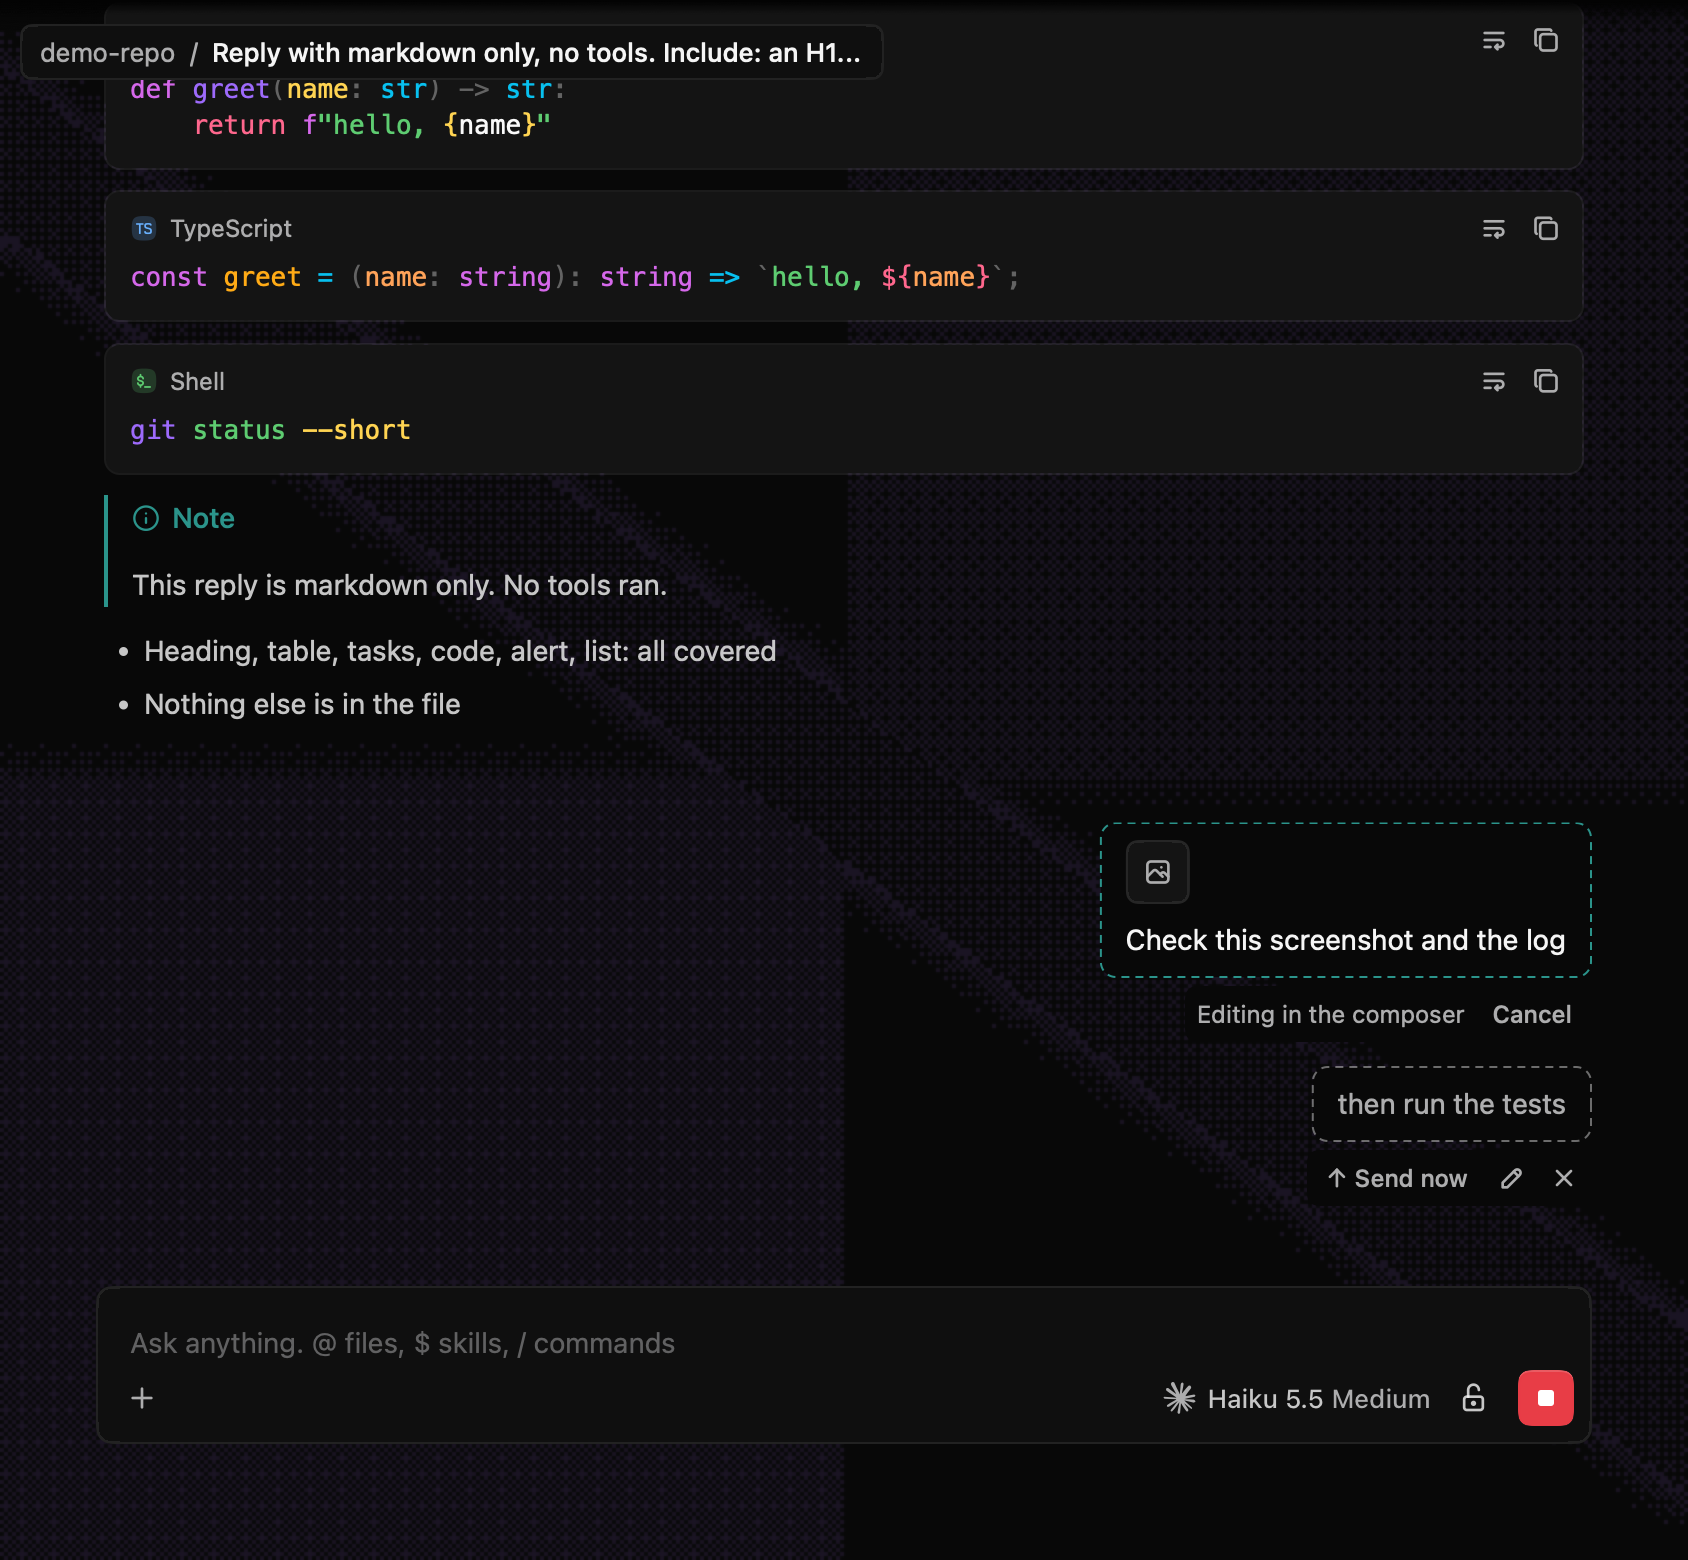 demo-repo / Reply with markdown only, no tools. Include: an H1...
def greet(name: str) -> str:
    return f"hello, {name}"
TS TypeScript
const greet = (name: string): string => `hello, ${name}`;
$_ Shell
git status --short
Note
This reply is markdown only. No tools ran.
• Heading, table, tasks, code, alert, list: all covered
• Nothing else is in the file
Check this screenshot and the log
Editing in the composer Cancel
then run the tests
↑ Send now
Ask anything. @ files, $ skills, / commands
Haiku 5.5 Medium